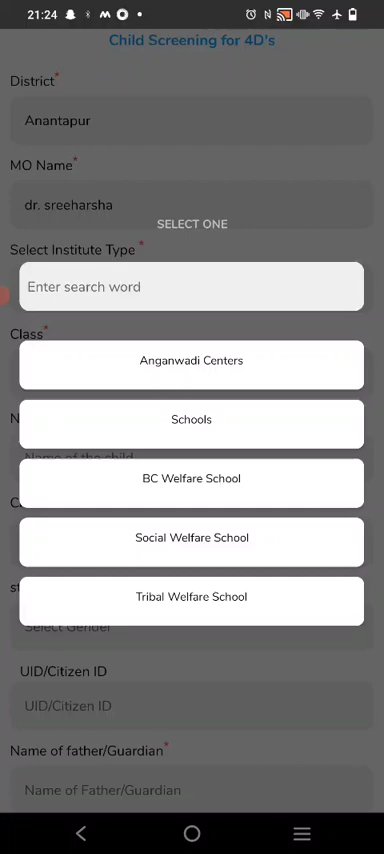 21:24
Child Screening for 4D's
District*
Anantapur
MO Name*
dr. sreeharsha
SELECT ONE
Select Institute Type *
Enter search word
Class*
Anganwadi Centers
Schools
N
Name of the child
BC Welfare School
C
Social Welfare School
st
Tribal Welfare School
Select Gender
UID/Citizen ID
UID/Citizen ID
Name of father/Guardian*
Name of Father/Guardian